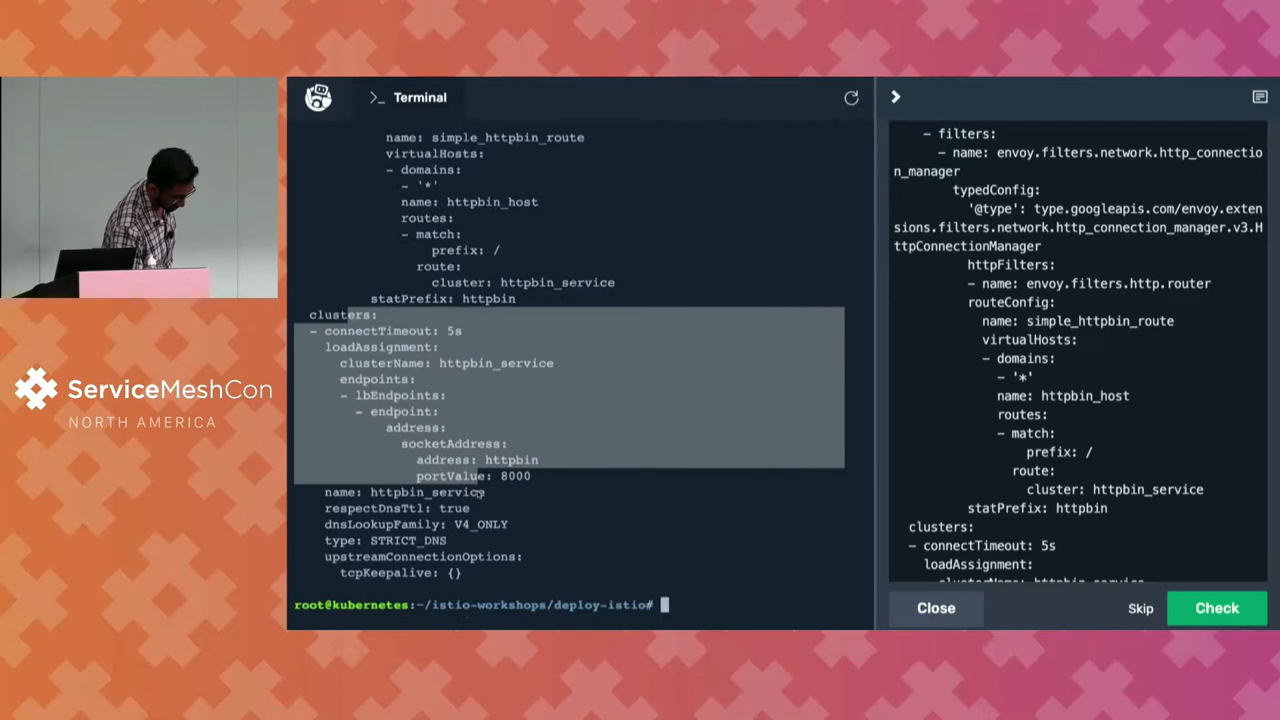 >_ Terminal
name: simple_httpbin_route
virtualHosts:
- domains:
- '*'
name: httpbin_host
routes:
- match:
prefix: /
route:
cluster: httpbin_service
statPrefix: httpbin
clusters:
- connectTimeout: 5s
loadAssignment:
clusterName: httpbin_service
endpoints:
- lbEndpoints:
- endpoint:
address:
socketAddress:
address: httpbin
portValue: 8000
name: httpbin_service
respectDnsTtl: true
dnsLookupFamily: V4_ONLY
type: STRICT_DNS
upstreamConnectionOptions:
tcpKeepalive: {}
root@kubernetes:~/istio-workshops/deploy-istio#
- filters:
- name: envoy.filters.network.http_connectio
n_manager
typedConfig:
'@type': type.googleapis.com/envoy.exten
sions.filters.network.http_connection_manager.v3.H
ttpConnectionManager
httpFilters:
- name: envoy.filters.http.router
routeConfig:
name: simple_httpbin_route
virtualHosts:
- domains:
- '*'
name: httpbin_host
routes:
- match:
prefix: /
route:
cluster: httpbin_service
statPrefix: httpbin
clusters:
- connectTimeout: 5s
loadAssignment:
clusterName: httpbin_service
Close
Skip
Check
ServiceMeshCon
NORTH AMERICA